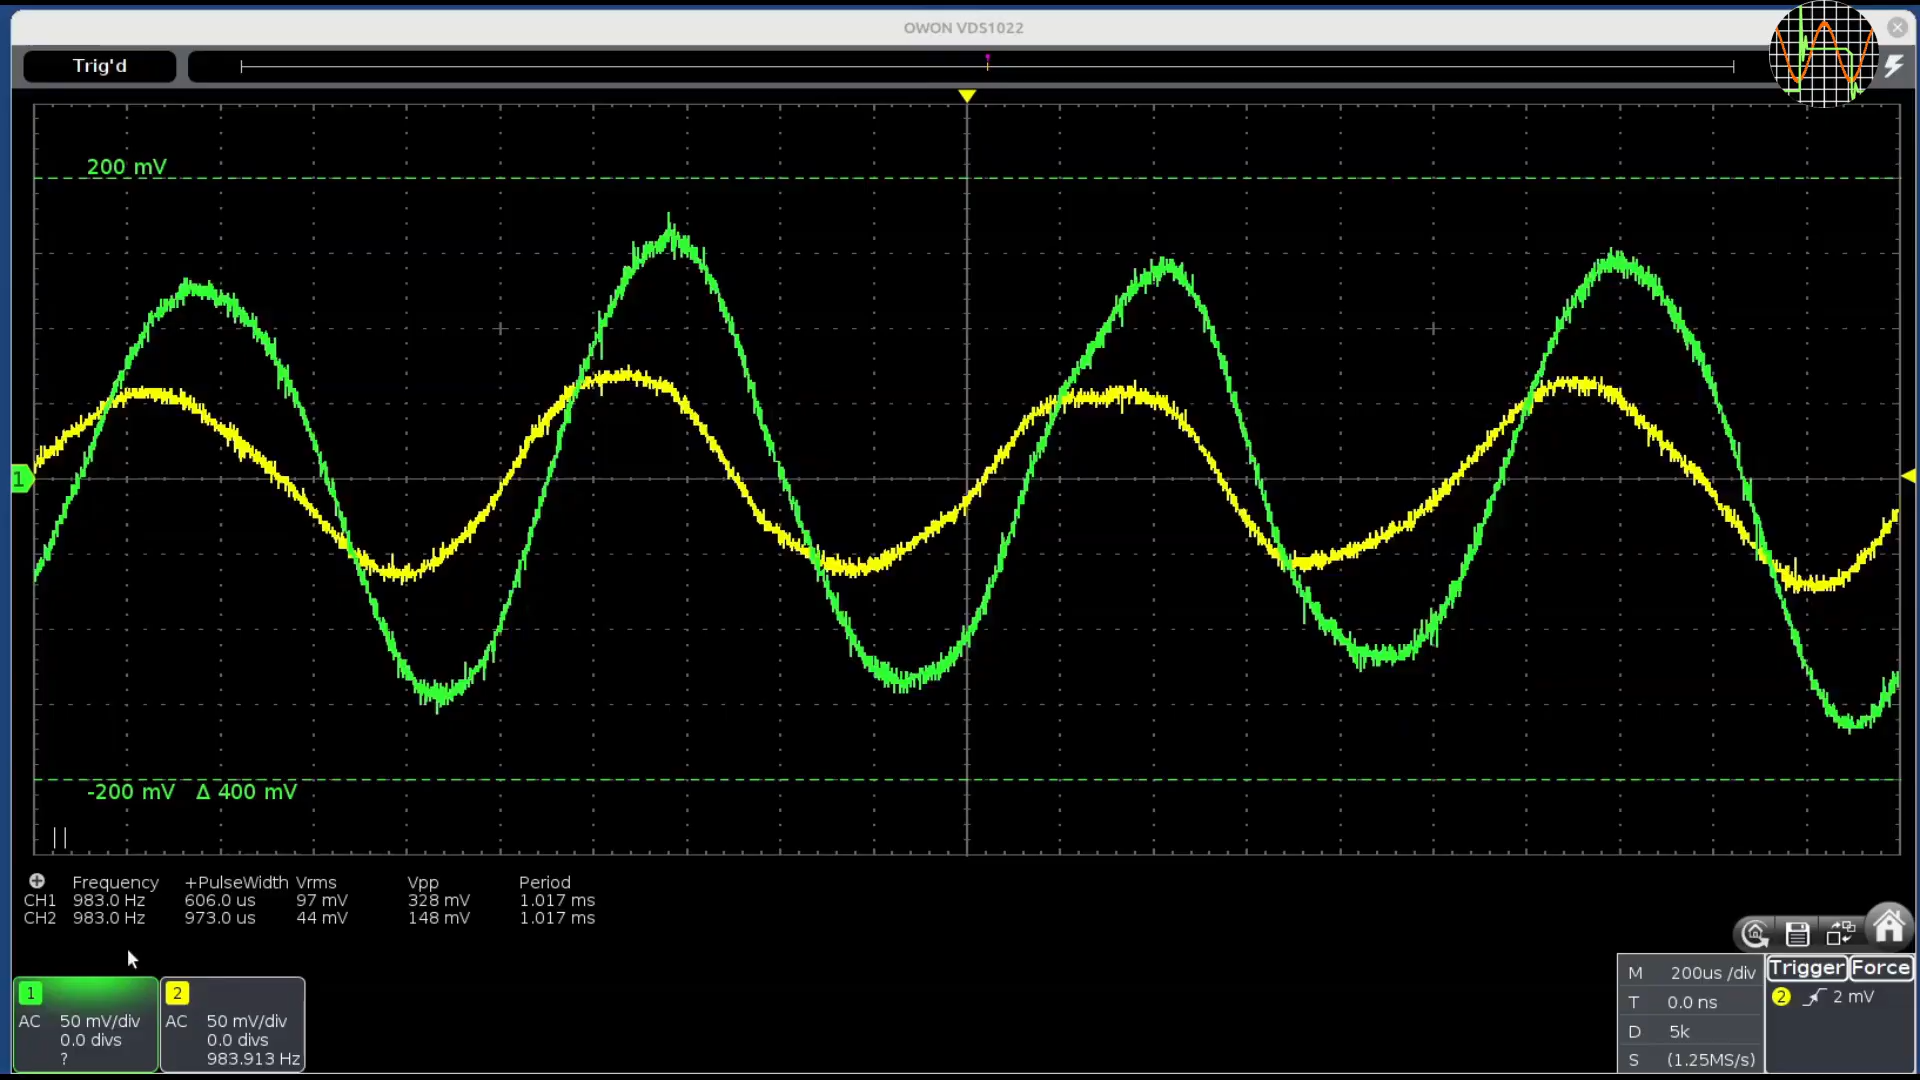 OWON VDS1022
Trig'd
200 mV
1
-200 mV Δ 400 mV
Frequency +PulseWidth Vrms Vpp Period
CH1 983.0 Hz 606.0 us 97 mV 328 mV 1.017 ms
CH2 983.0 Hz 973.0 us 44 mV 148 mV 1.017 ms
1
AC 50 mV/div
0.0 divs
?
2
AC 50 mV/div
0.0 divs
983.913 Hz
M 200us /div
T 0.0 ns
D 5k
S (1.25MS/s)
Trigger Force
2 2 mV